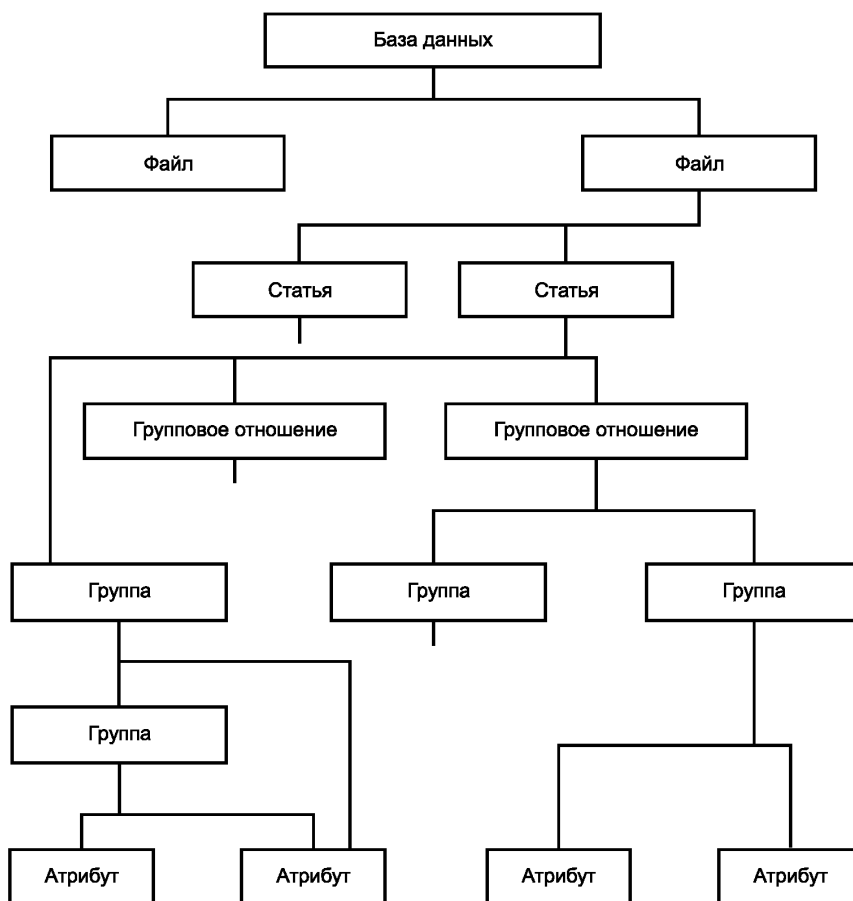 База данных
Файл
Файл
Статья
Статья
Групповое отношение
Групповое отношение
Группа
Группа
Группа
Группа
Атрибут
Атрибут
Атрибут
Атрибут